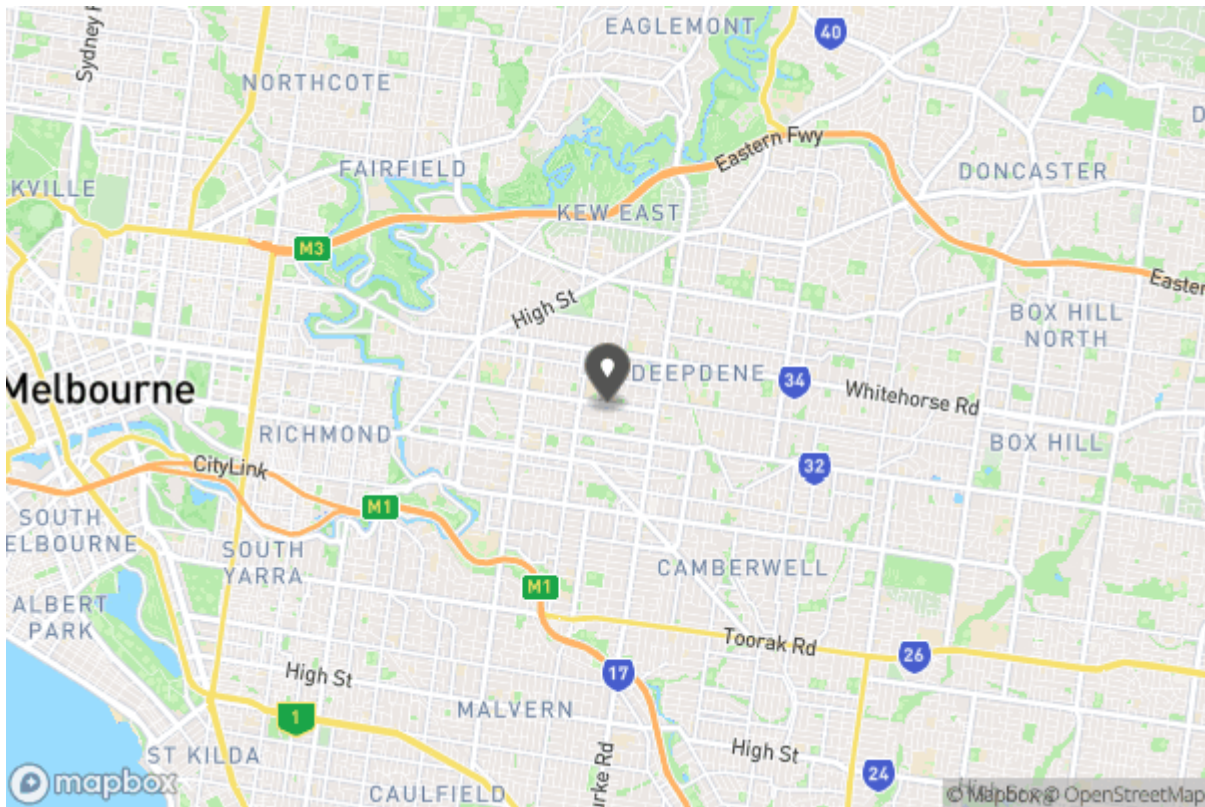 EAGLEMONT
40
Sydney R
NORTHCOTE
Eastern Fwy
FAIRFIELD
DONCASTER
D
KVILLE
KEW EAST
M3
Easter
High St
BOX HILL
NORTH
DEEPDENE
34
Whitehorse Rd
Melbourne
RICHMOND
BOX HILL
CityLink
32
M1
SOUTH
ELBOURNE
SOUTH
YARRA
CAMBERWELL
M1
ALBERT
PARK
Toorak Rd
26
High St
17
MALVERN
1
ST KILDA
High St
urke Rd
24
CAULFIELD
mapbox
© Mapbox © OpenStreetMap